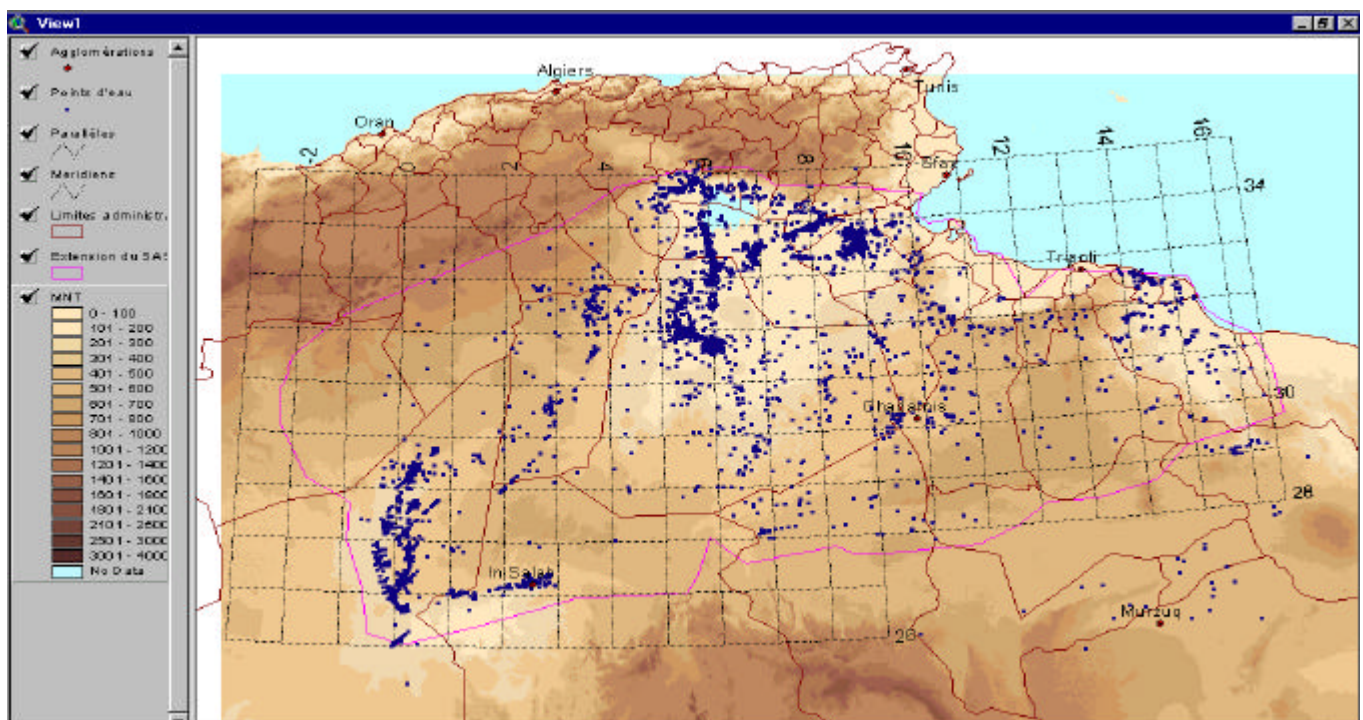 View1
Agglomérations
Points d'eau
Parallèles
Méridiens
Limites administra
Extension du SAS
MNT
0 - 100
101 - 200
201 - 300
301 - 400
401 - 500
501 - 600
601 - 700
701 - 800
801 - 1000
1001 - 1200
1201 - 1400
1401 - 1600
1601 - 1800
1801 - 2100
2101 - 2500
2501 - 3000
3001 - 4000
No Data
Algiers
Tunis
Oran
-2
0
2
4
6
8
10
12
14
16
Sfax
34
Tripoli
30
Ghadamis
28
In Salah
Murzuq
26